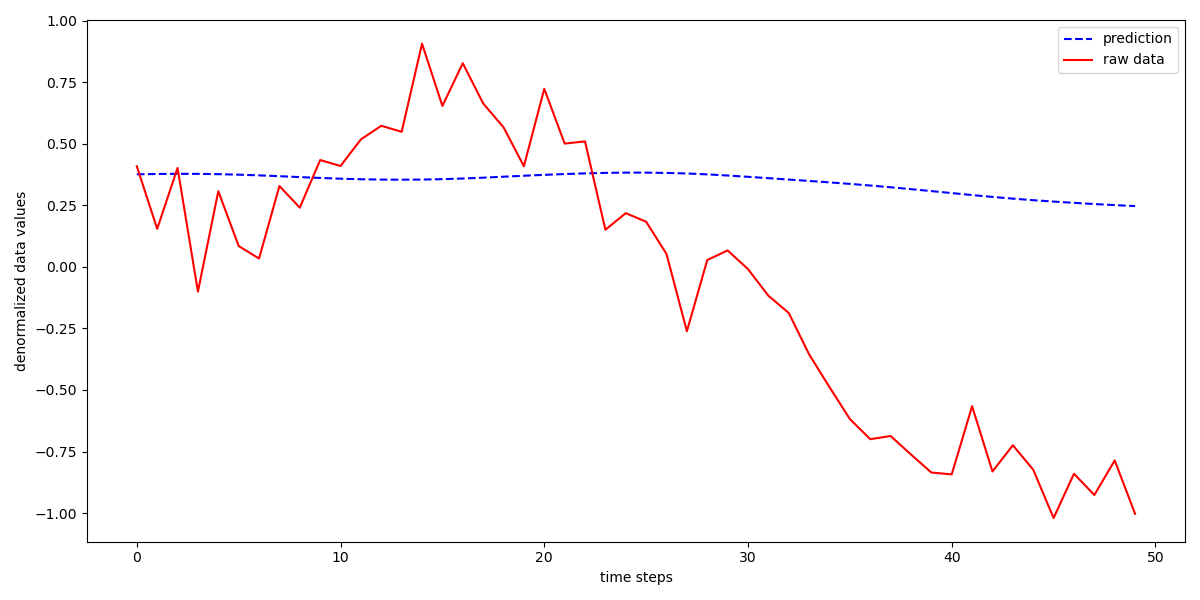 prediction
raw data
1.00
0.75
0.50
0.25
0.00
−0.25
−0.50
−0.75
−1.00
denormalized data values
0 10 20 30 40 50
time steps